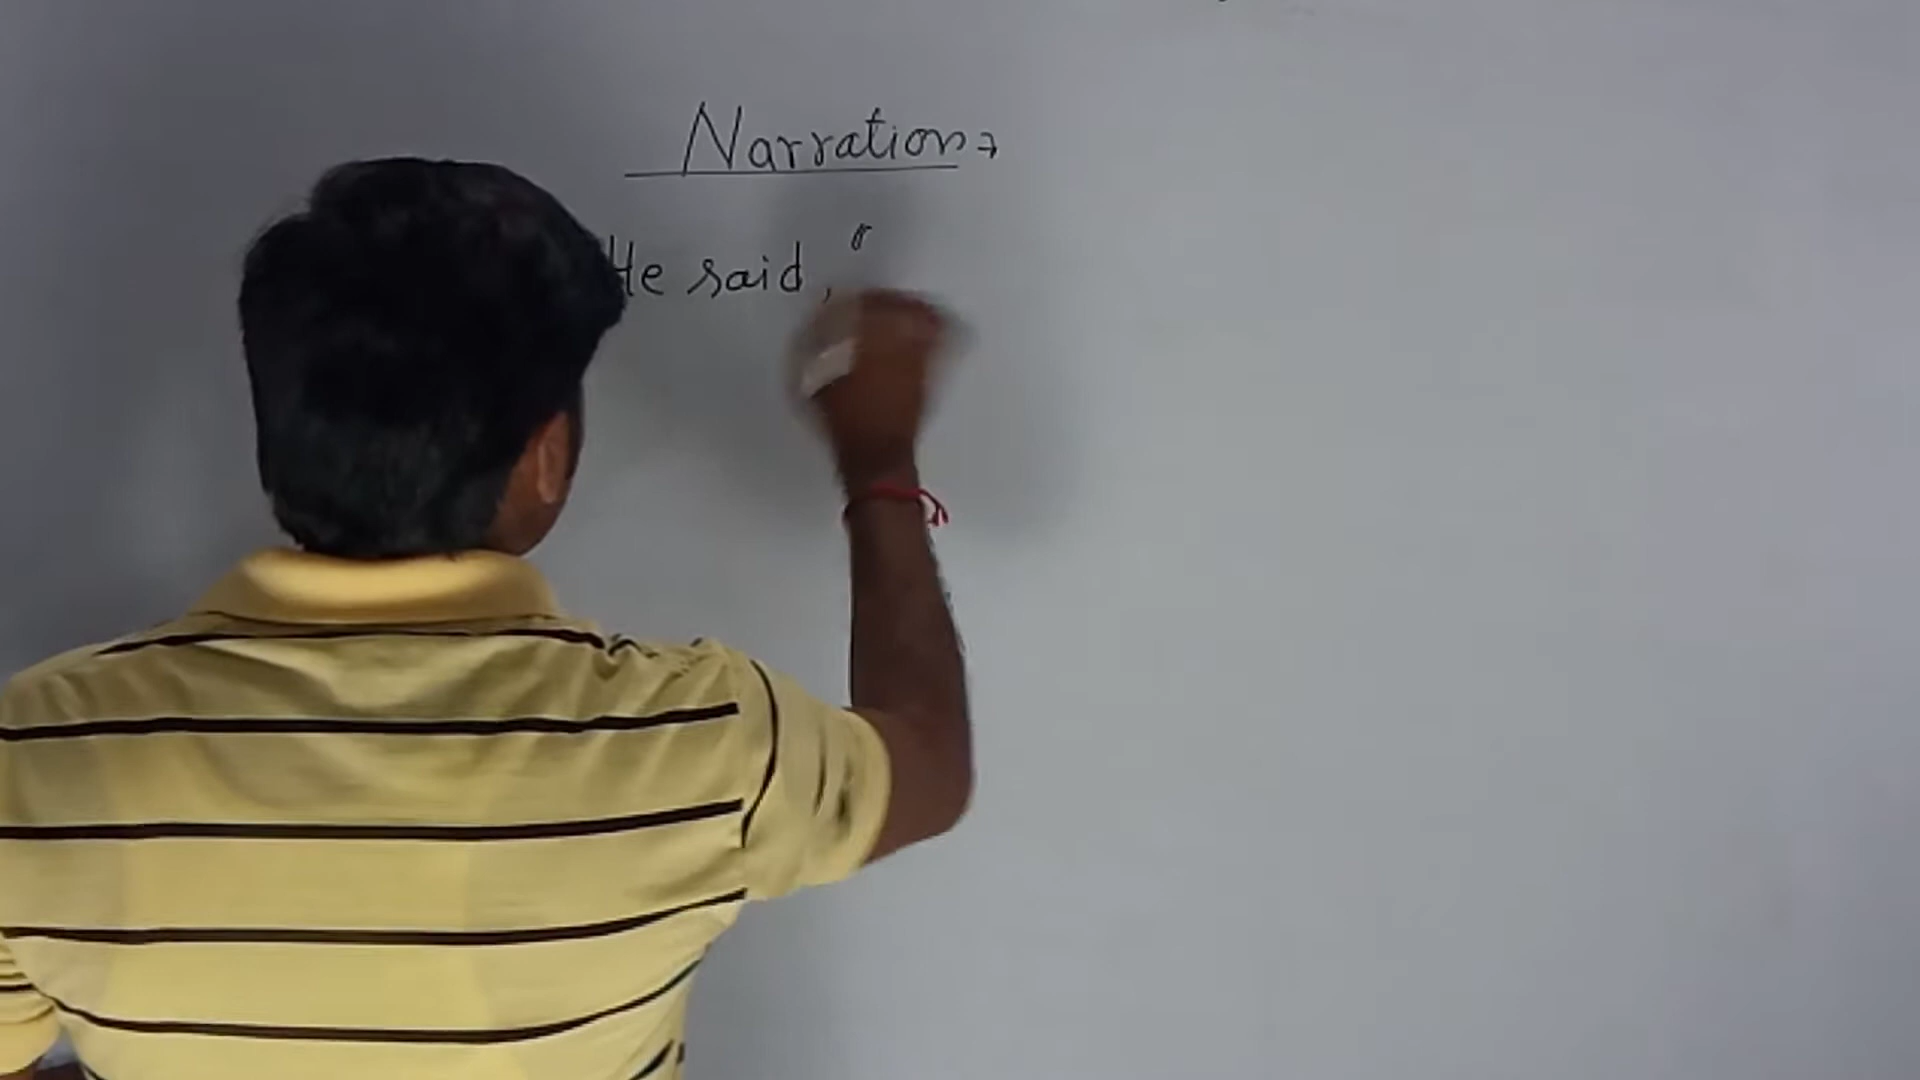 Narration →
He said, “